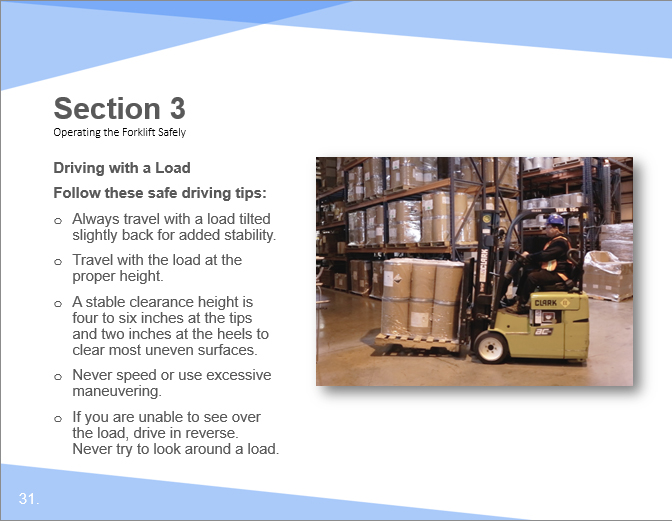 Section 3
Operating the Forklift Safely
Driving with a Load
Follow these safe driving tips:
o Always travel with a load tilted
slightly back for added stability.
o Travel with the load at the
proper height.
o A stable clearance height is
four to six inches at the tips
and two inches at the heels to
clear most uneven surfaces.
o Never speed or use excessive
maneuvering.
o If you are unable to see over
the load, drive in reverse.
Never try to look around a load.
CLARK
CLARK
31.